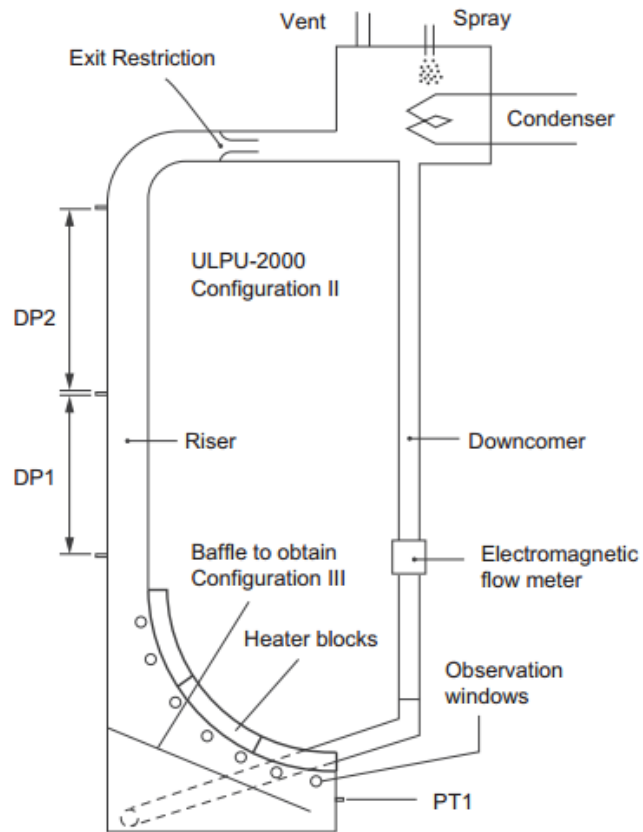 Vent
Spray
Exit Restriction
Condenser
ULPU-2000
Configuration II
DP2
Riser
Downcomer
DP1
Baffle to obtain
Configuration III
Electromagnetic
flow meter
Heater blocks
Observation
windows
PT1